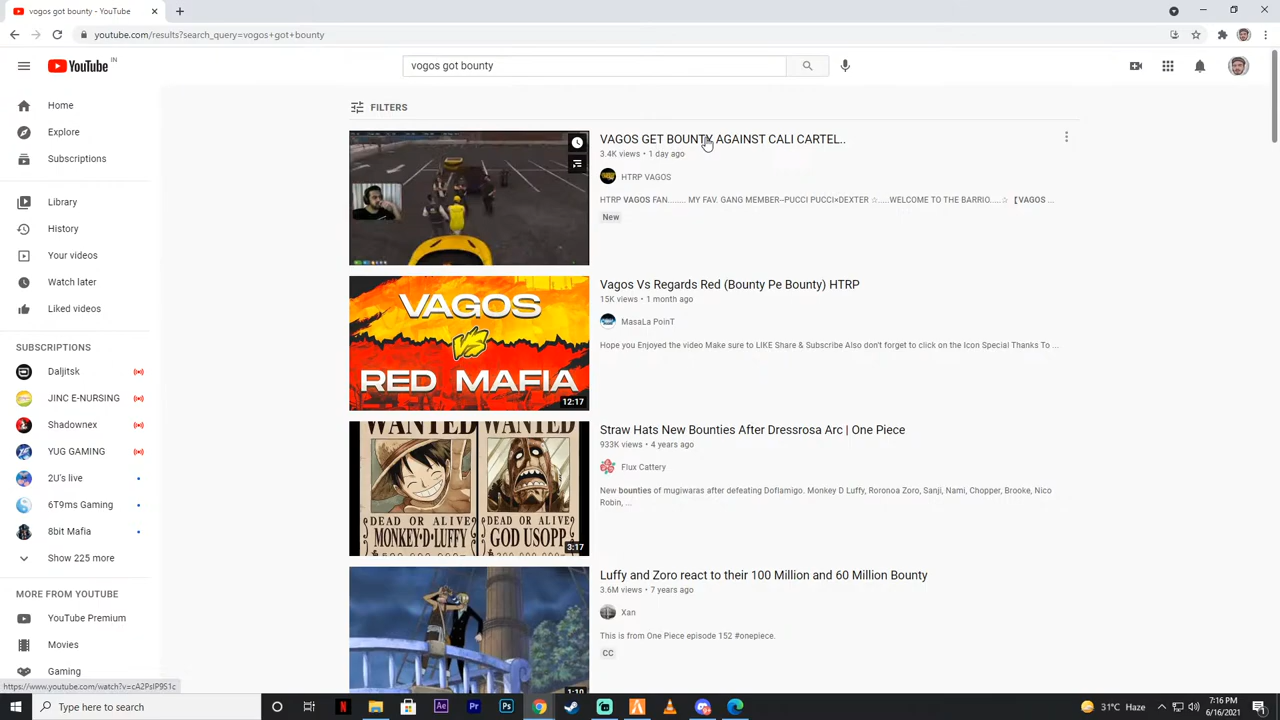 vogos got bounty - YouTube
youtube.com/results?search_query=vogos+got+bounty
YouTube IN
vogos got bounty
Home
Explore
Subscriptions
Library
History
Your videos
Watch later
Liked videos
SUBSCRIPTIONS
Daljitsk
JINC E-NURSING
Shadownex
YUG GAMING
2U's live
6T9ms Gaming
8bit Mafia
Show 225 more
MORE FROM YOUTUBE
YouTube Premium
Movies
Gaming
https://www.youtube.com/watch?v=cA2PsIP9S1c
FILTERS
VAGOS GET BOUNTY AGAINST CALI CARTEL..
3.4K views • 1 day ago
HTRP VAGOS
HTRP VAGOS FAN........ MY FAV. GANG MEMBER--PUCCI PUCCI×DEXTER ☆.....WELCOME TO THE BARRIO.....☆ 【VAGOS ...
New
VAGOS
VS
RED MAFIA
12:17
Vagos Vs Regards Red (Bounty Pe Bounty) HTRP
15K views • 1 month ago
MasaLa PoinT
Hope you Enjoyed the video Make sure to LIKE Share & Subscribe Also don't forget to click on the Icon Special Thanks To ...
WANTED WANTED
DEAD OR ALIVE DEAD OR ALIVE
MONKEY·D·LUFFY GOD USOPP
3:17
Straw Hats New Bounties After Dressrosa Arc | One Piece
933K views • 4 years ago
Flux Cattery
New bounties of mugiwaras after defeating Doflamigo. Monkey D Luffy, Roronoa Zoro, Sanji, Nami, Chopper, Brooke, Nico
Robin, ...
1:10
Luffy and Zoro react to their 100 Million and 60 Million Bounty
3.6M views • 7 years ago
Xan
This is from One Piece episode 152 #onepiece.
CC
Type here to search
Ae
Pr
Ps
31°C Haze
7:16 PM
6/16/2021